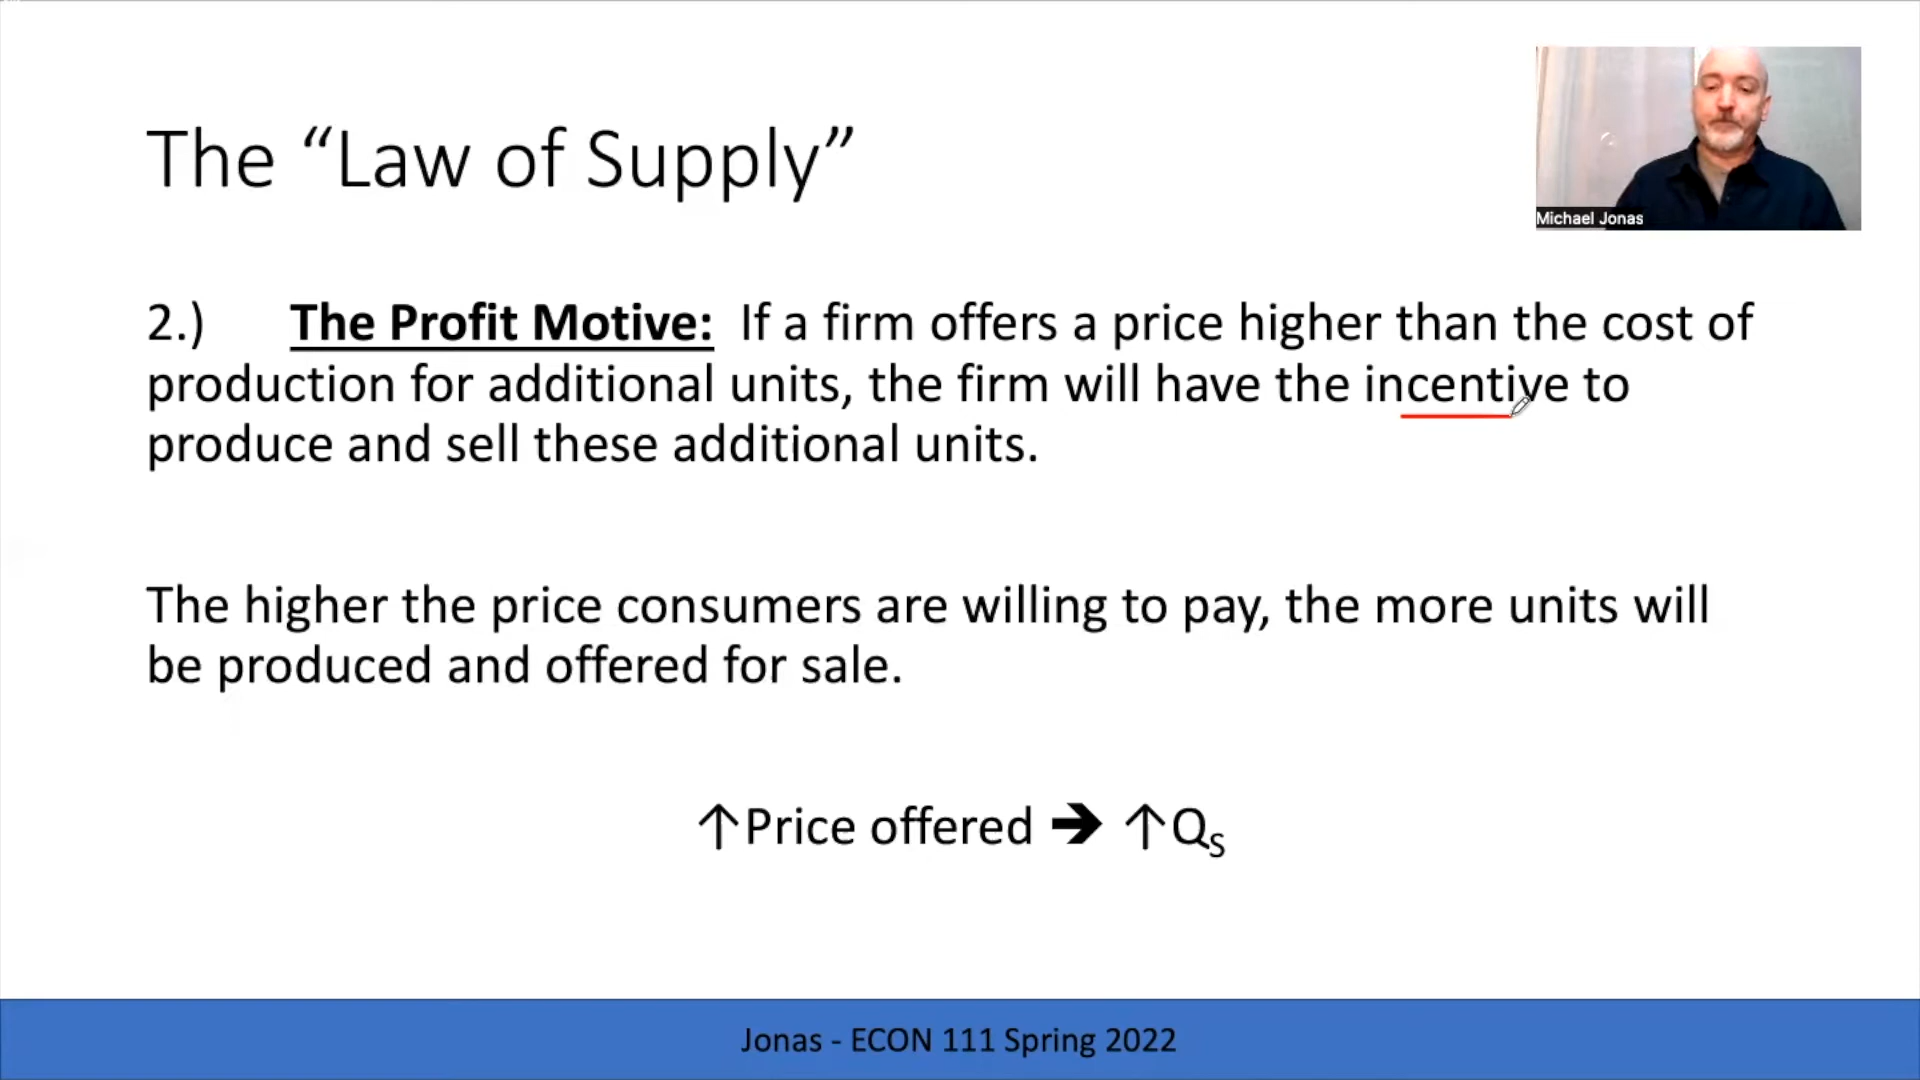 The “Law of Supply”
Michael Jonas
2.) The Profit Motive: If a firm offers a price higher than the cost of
production for additional units, the firm will have the incentive to
produce and sell these additional units.
The higher the price consumers are willing to pay, the more units will
be produced and offered for sale.
↑Price offered ➔ ↑Qs
Jonas - ECON 111 Spring 2022